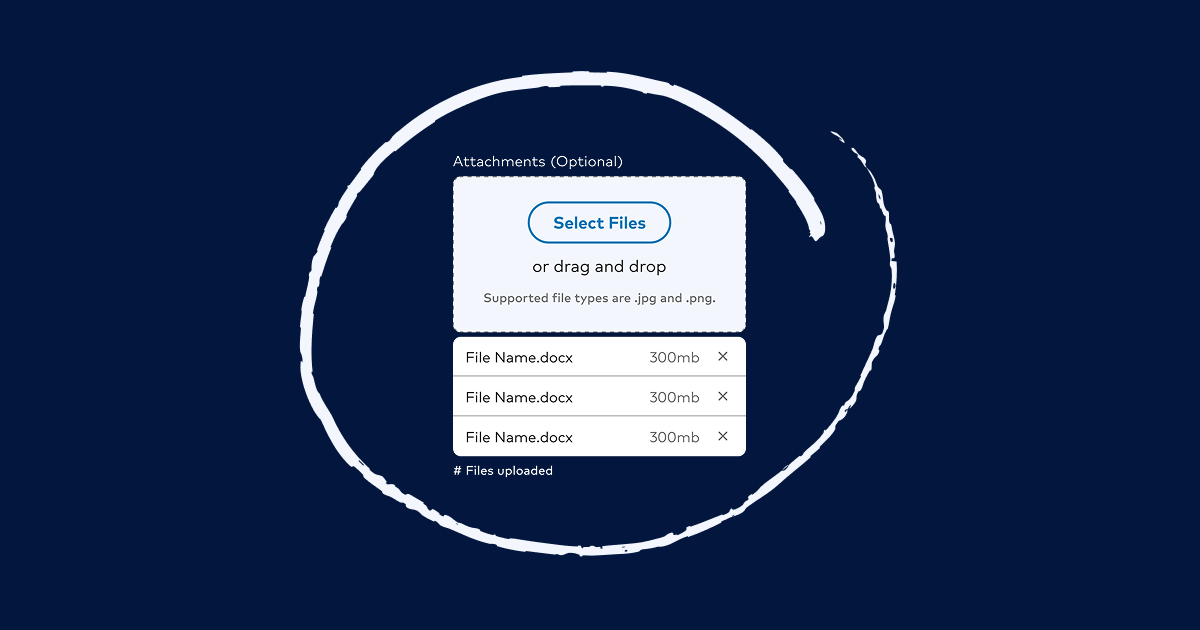 Attachments (Optional)
Select Files
or drag and drop
Supported file types are .jpg and .png.
File Name.docx 300mb ×
File Name.docx 300mb ×
File Name.docx 300mb ×
# Files uploaded